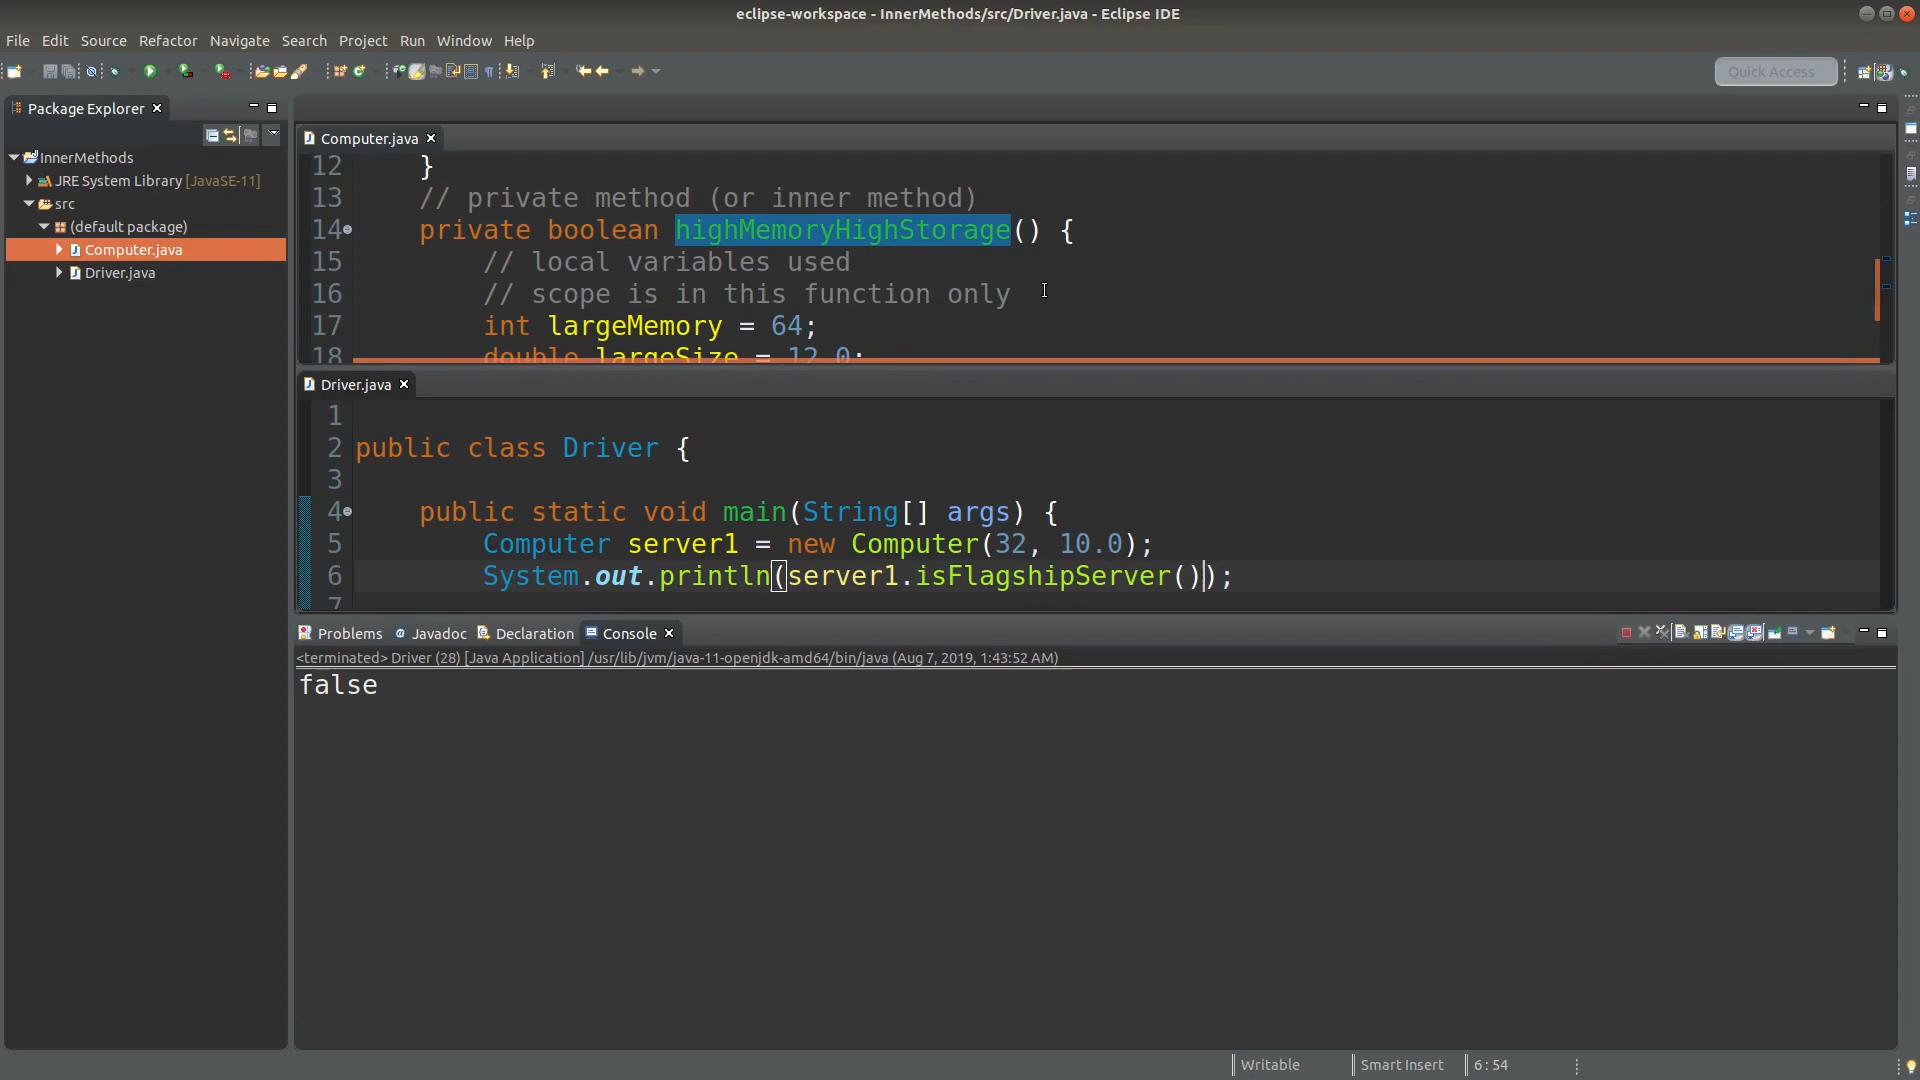 eclipse-workspace - InnerMethods/src/Driver.java - Eclipse IDE
File Edit Source Refactor Navigate Search Project Run Window Help
Quick Access
Package Explorer
InnerMethods
JRE System Library [JavaSE-11]
src
(default package)
Computer.java
Driver.java
Computer.java
12 }
13 // private method (or inner method)
14 private boolean highMemoryHighStorage() {
15 // local variables used
16 // scope is in this function only
17 int largeMemory = 64;
18 double largeSize = 12.0;
Driver.java
1
2 public class Driver {
3
4 public static void main(String[] args) {
5 Computer server1 = new Computer(32, 10.0);
6 System.out.println(server1.isFlagshipServer());
7
Problems Javadoc Declaration Console
<terminated> Driver (28) [Java Application] /usr/lib/jvm/java-11-openjdk-amd64/bin/java (Aug 7, 2019, 1:43:52 AM)
false
Writable Smart Insert 6 : 54